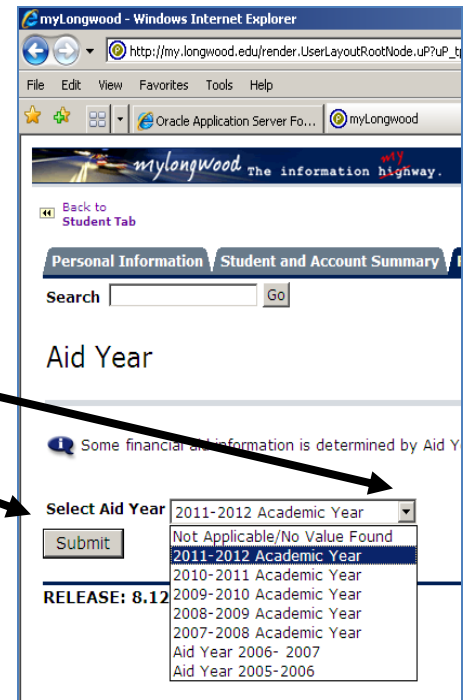 myLongwood - Windows Internet Explorer
http://my.longwood.edu/render.UserLayoutRootNode.uP?uP_
File Edit View Favorites Tools Help
Oracle Application Server Fo... myLongwood
mylongwood The information highway. my
Back to
Student Tab
Personal Information Student and Account Summary
Search Go
Aid Year
Some financial aid information is determined by Aid Y
Select Aid Year 2011-2012 Academic Year
Submit
Not Applicable/No Value Found
2011-2012 Academic Year
2010-2011 Academic Year
2009-2010 Academic Year
2008-2009 Academic Year
2007-2008 Academic Year
Aid Year 2006- 2007
Aid Year 2005-2006
RELEASE: 8.12